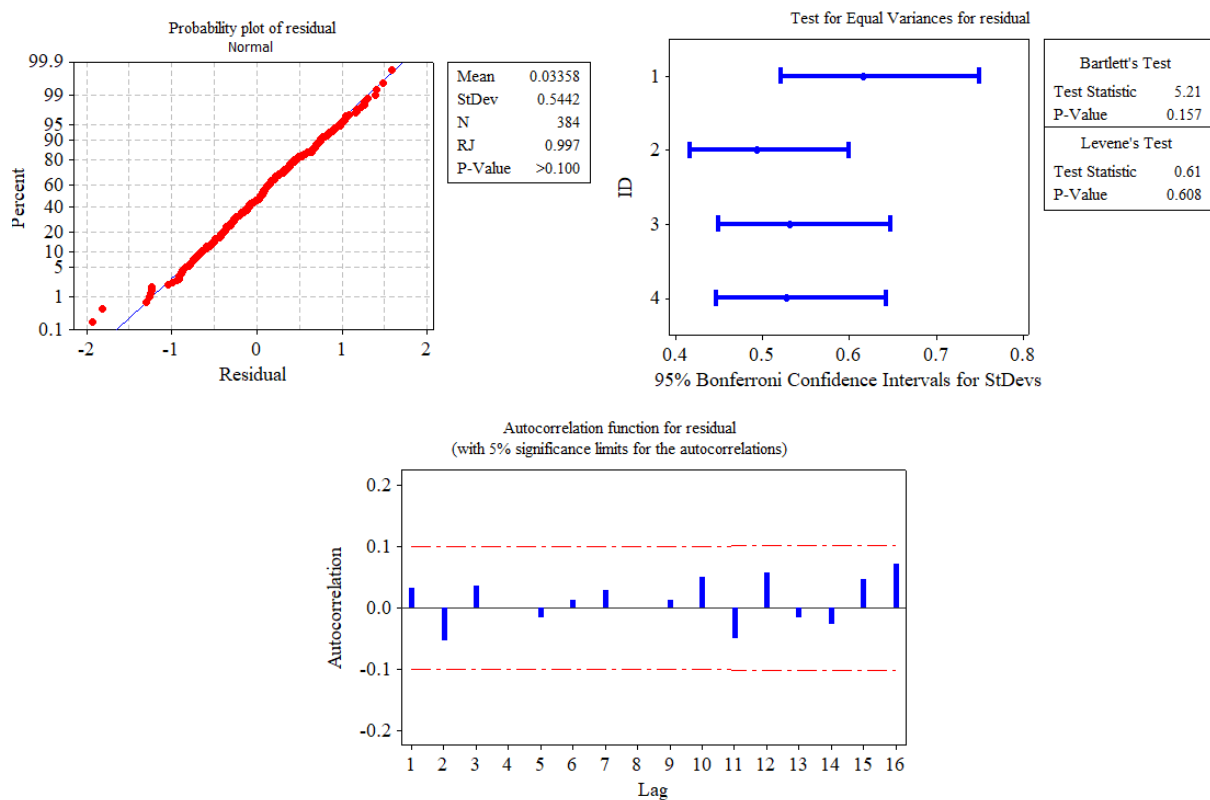 Probability plot of residual
Normal
Percent
99.9
99
95
90
80
60
40
20
10
5
1
0.1
-2 -1 0 1 2
Residual
Mean 0.03358
StDev 0.5442
N 384
RJ 0.997
P-Value >0.100
Test for Equal Variances for residual
ID
1
2
3
4
0.4 0.5 0.6 0.7 0.8
95% Bonferroni Confidence Intervals for StDevs
Bartlett's Test
Test Statistic 5.21
P-Value 0.157
Levene's Test
Test Statistic 0.61
P-Value 0.608
Autocorrelation function for residual
(with 5% significance limits for the autocorrelations)
Autocorrelation
0.2
0.1
0.0
-0.1
-0.2
1 2 3 4 5 6 7 8 9 10 11 12 13 14 15 16
Lag